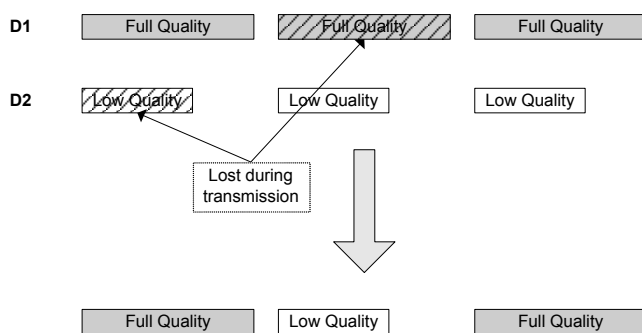 D1 Full Quality Full Quality Full Quality
D2 Low Quality Low Quality Low Quality
Lost during
transmission
Full Quality Low Quality Full Quality